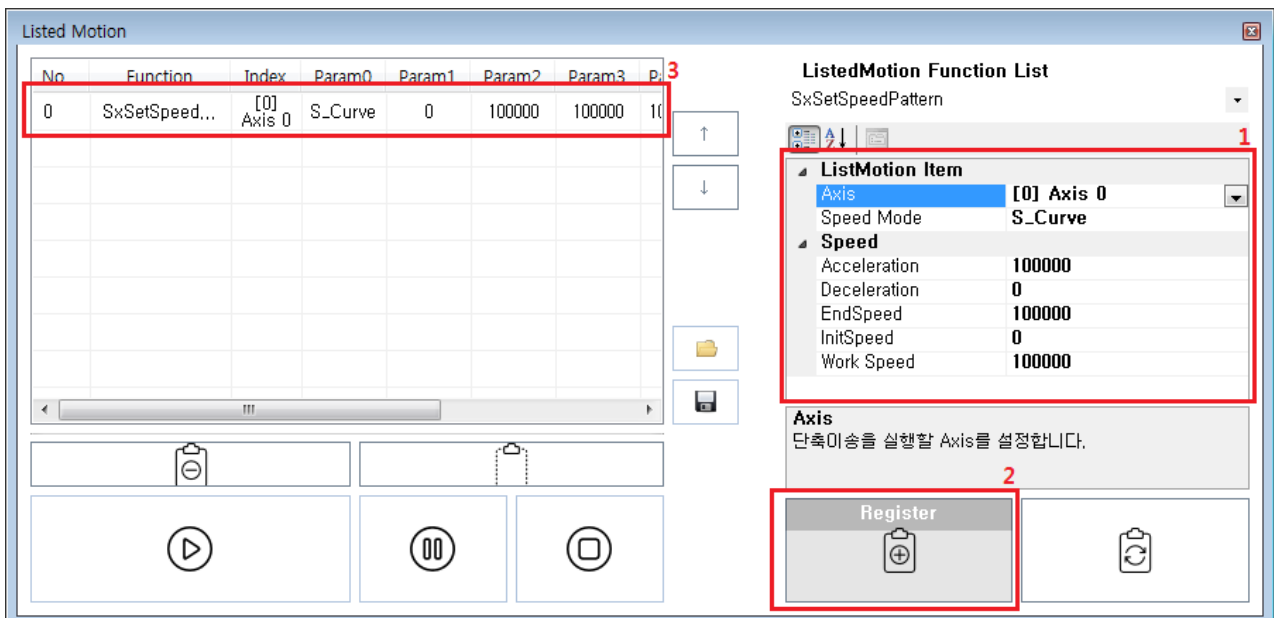 Listed Motion
No Function Index Param0 Param1 Param2 Param3 3
0 SxSetSpeed... [0] Axis 0 S_Curve 0 100000 100000
ListedMotion Function List
SxSetSpeedPattern
1
ListMotion Item
Axis [0] Axis 0
Speed Mode S_Curve
Speed
Acceleration 100000
Deceleration 0
EndSpeed 100000
InitSpeed 0
Work Speed 100000
Axis
단축이송을 실행할 Axis를 설정합니다.
2
Register